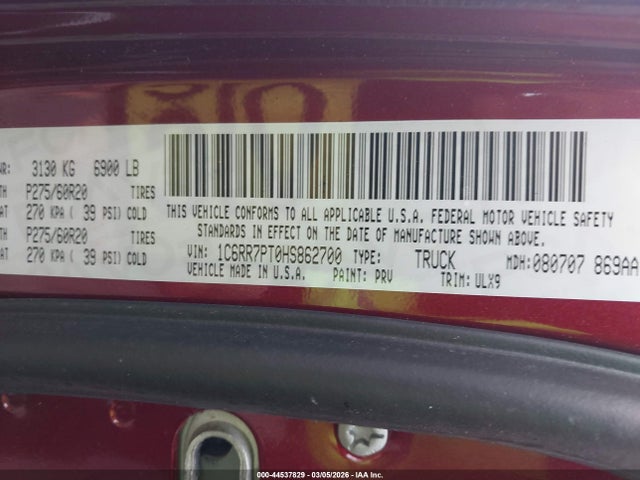 WR: 3130 KG 6900 LB
TH P275/60R20 TIRES
AT 270 KPA ( 39 PSI) COLD
TH P275/60R20 TIRES
AT 270 KPA ( 39 PSI) COLD
THIS VEHICLE CONFORMS TO ALL APPLICABLE U.S.A. FEDERAL MOTOR VEHICLE SAFETY
STANDARDS IN EFFECT ON THE DATE OF MANUFACTURE SHOWN ABOVE.
VIN: 1C6RR7PT0HS862700 TYPE: TRUCK MDH:080707 869AA
VEHICLE MADE IN U.S.A. PAINT: PRV TRIM: ULX9
000-44537829 - 03/05/2026 - IAA Inc.